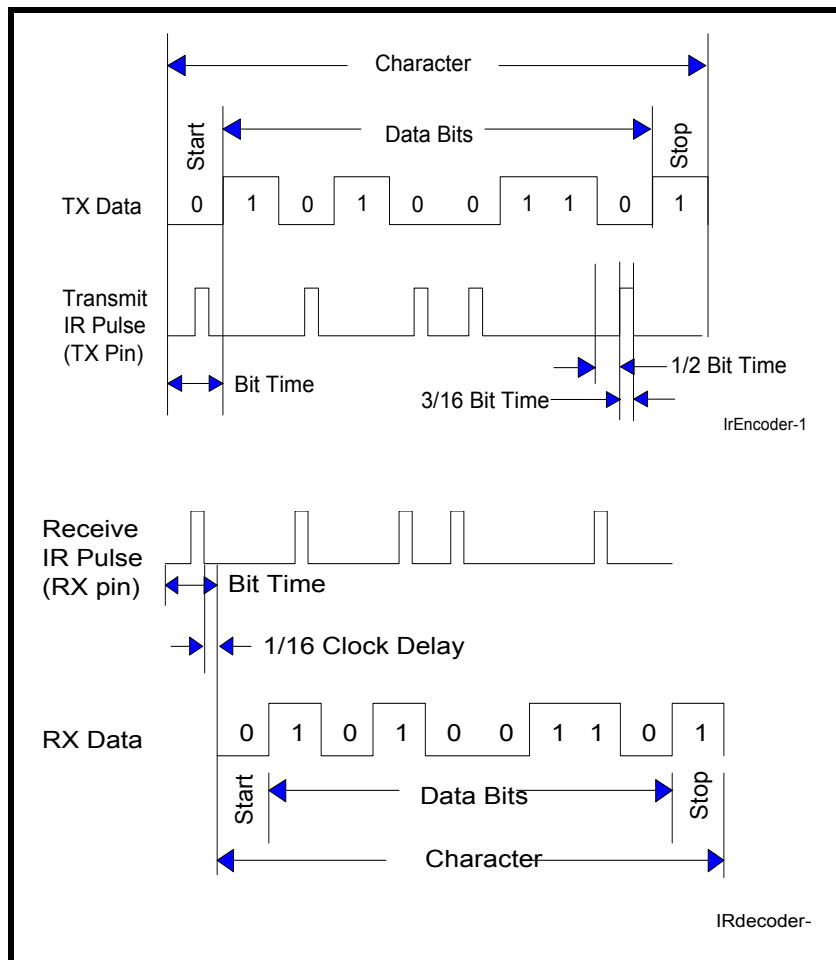 Character
Start
Data Bits
Stop
TX Data
0 1 0 1 0 0 1 1 0 1
Transmit
IR Pulse
(TX Pin)
Bit Time
1/2 Bit Time
3/16 Bit Time
IrEncoder-1
Receive
IR Pulse
(RX pin)
Bit Time
1/16 Clock Delay
RX Data
0 1 0 1 0 0 1 1 0 1
Start
Data Bits
Stop
Character
IRdecoder-